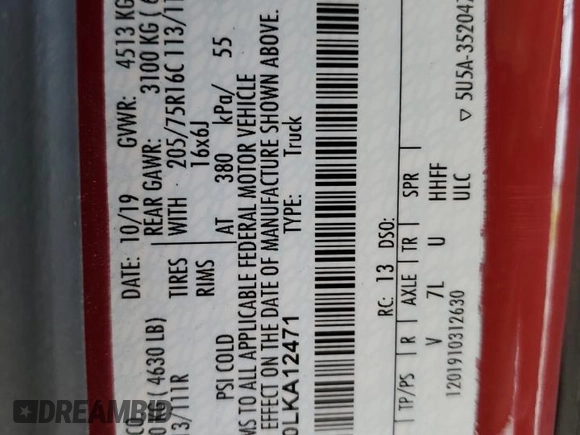 DATE: 10/19 GVWR: 4513 KG
REAR GAWR: 3100 KG (
( 4630 LB) WITH 205/75R16C 113/11
/111R TIRES 16x6J
RIMS AT 380 kPa/ 55
PSI COLD
MS TO ALL APPLICABLE FEDERAL MOTOR VEHICLE
EFFECT ON THE DATE OF MANUFACTURE SHOWN ABOVE.
TYPE: Truck
LKA12471
RC: 13 DSO:
TP/PS R AXLE TR SPR
V 7L U HHFF
ULC
1201910312630 ▽ 5U5A-35204
DREAMBID